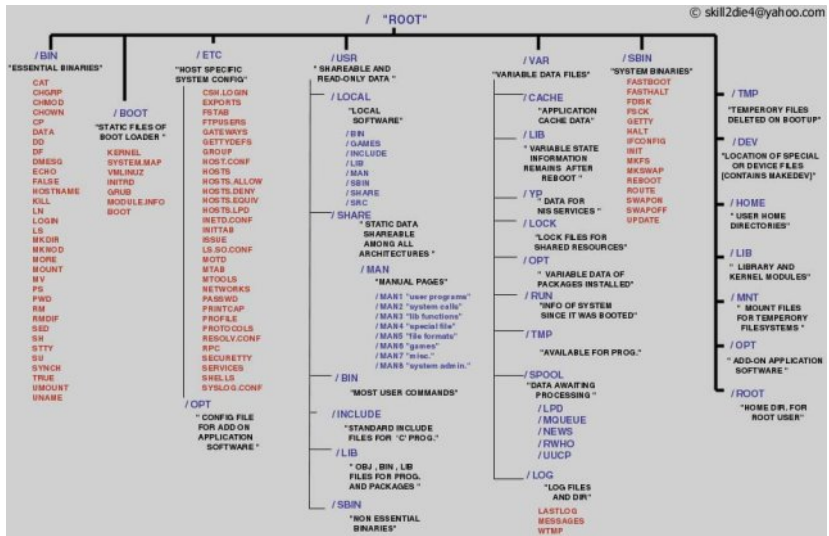 © skill2die4@yahoo.com
/ "ROOT"
/BIN
"ESSENTIAL BINARIES"
CAT
CHGRP
CHMOD
CHOWN
CP
DATA
DD
DF
DMESG
ECHO
FALSE
HOSTNAME
KILL
LN
LOGIN
LS
MKDIR
MKNOD
MORE
MOUNT
MV
PS
PWD
RM
RMDIF
SED
SH
STTY
SU
SYNCH
TRUE
UMOUNT
UNAME
/BOOT
"STATIC FILES OF
BOOT LOADER "
KERNEL
SYSTEM.MAP
VMLINUZ
INITRD
GRUB
MODULE.INFO
BOOT
/ ETC
"HOST SPECIFIC
SYSTEM CONFIG"
CSH.LOGIN
EXPORTS
FSTAB
FTPUSERS
GATEWAYS
GETTYDEFS
GROUP
HOST.CONF
HOSTS
HOSTS.ALLOW
HOSTS.DENY
HOSTS.EQUIV
HOSTS.LPD
INETD.CONF
INITTAB
ISSUE
LS.SO.CONF
MOTD
MTAB
MTOOLS
NETWORKS
PASSWD
PRINTCAP
PROFILE
PROTOCOLS
RESOLV.CONF
RPC
SECURETTY
SERVICES
SHELLS
SYSLOG.CONF
/OPT
" CONFIG FILE
FOR ADD ON
APPLICATION
SOFTWARE "
/USR
" SHAREABLE AND
READ-ONLY DATA "
/ LOCAL
"LOCAL
SOFTWARE"
/ BIN
/ GAMES
/ INCLUDE
/ LIB
/ MAN
/ SBIN
/ SHARE
/ SRC
/ SHARE
" STATIC DATA
SHAREABLE
AMONG ALL
ARCHITECTURES "
/ MAN
"MANUAL PAGES"
/ MAN1 "user programs"
/ MAN2 "system calls"
/ MAN3 "lib functions"
/ MAN4 "special file"
/ MAN5 "file formats"
/ MAN6 "games"
/ MAN7 "misc."
/ MAN8 "system admin."
/ BIN
"MOST USER COMMANDS"
/ INCLUDE
"STANDARD INCLUDE
FILES FOR 'C' PROG.
/ LIB
" OBJ , BIN , LIB
FILES FOR PROG.
AND PACKAGES "
/ SBIN
"NON ESSENTIAL
BINARIES"
/ VAR
"VARIABLE DATA FILES"
/ CACHE
"APPLICATION
CACHE DATA"
/ LIB
" VARIABLE STATE
INFORMATION
REMAINS AFTER
REBOOT "
/ YP
" DATA FOR
NIS SERVICES "
/ LOCK
"LOCK FILES FOR
SHARED RESOURCES"
/ OPT
" VARIABLE DATA OF
PACKAGES INSTALLED"
/ RUN
"INFO OF SYSTEM
SINCE IT WAS BOOTED"
/ TMP
"AVAILABLE FOR PROG.
/ SPOOL
"DATA AWAITING
PROCESSING "
/ LPD
/ MQUEUE
/ NEWS
/ RWHO
/ UUCP
/ LOG
"LOG FILES
AND DIR"
LASTLOG
MESSAGES
WTMP
/ SBIN
"SYSTEM BINARIES"
FASTBOOT
FASTHALT
FDISK
FSCK
GETTY
HALT
IFCONFIG
INIT
MKFS
MKSWAP
REBOOT
ROUTE
SWAPON
SWAPOFF
UPDATE
/ TMP
"TEMPERORY FILES
DELETED ON BOOTUP"
/ DEV
"LOCATION OF SPECIAL
OR DEVICE FILES
[CONTAINS MAKEDEV]
/ HOME
" USER HOME
DIRECTORIES"
/ LIB
" LIBRARY AND
KERNEL MODULES"
/ MNT
" MOUNT FILES
FOR TEMPERORY
FILESYSTEMS "
/ OPT
"ADD-ON APPLICATION
SOFTWARE "
/ROOT
"HOME DIR. FOR
ROOT USER"